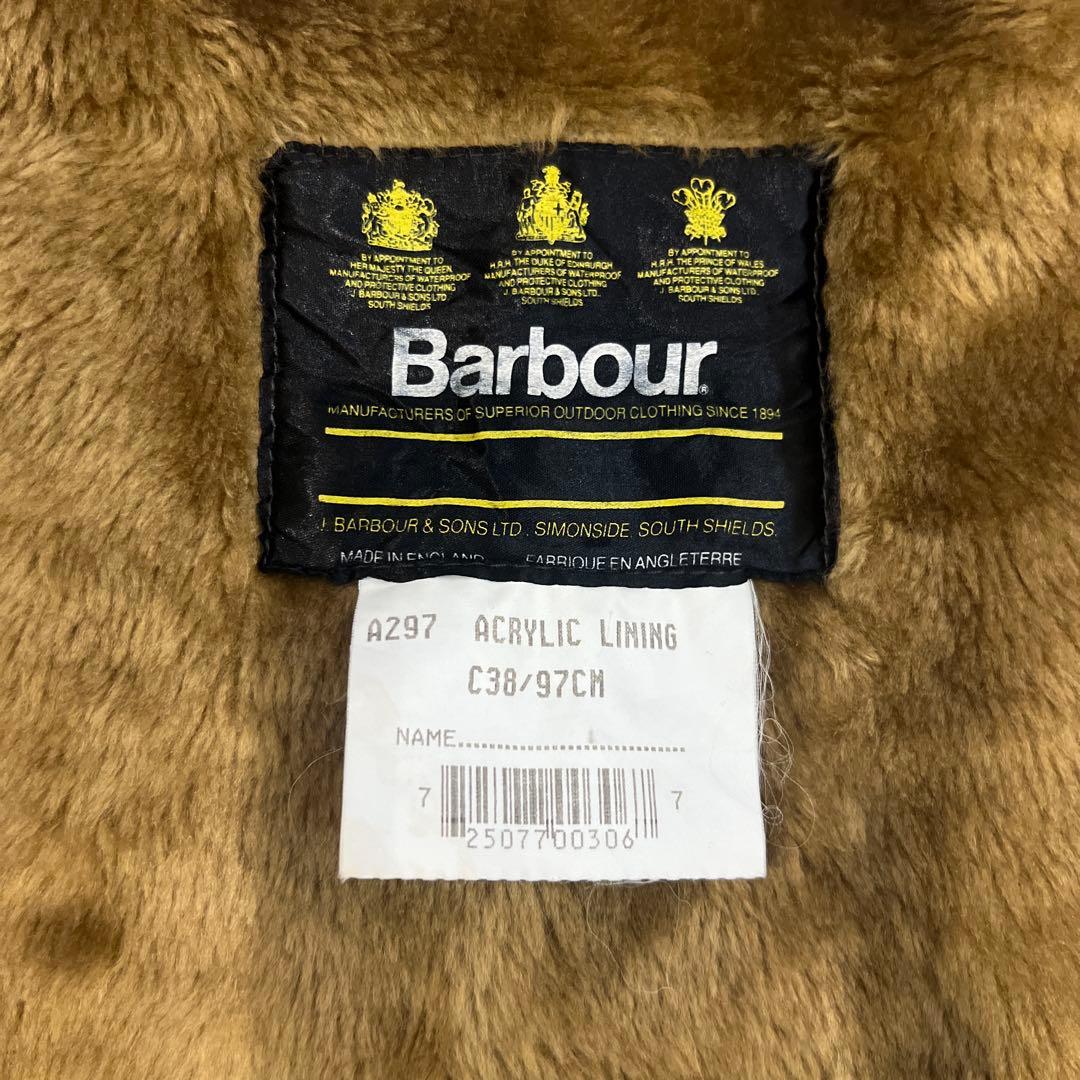 BY APPOINTMENT TO
HER MAJESTY THE QUEEN
MANUFACTURERS OF WATERPROOF
AND PROTECTIVE CLOTHING
J. BARBOUR & SONS LTD.
SOUTH SHIELDS
BY APPOINTMENT TO
H.R.H. THE DUKE OF EDINBURGH
MANUFACTURERS OF WATERPROOF
AND PROTECTIVE CLOTHING
J. BARBOUR & SONS LTD.
SOUTH SHIELDS
BY APPOINTMENT TO
H.R.H. THE PRINCE OF WALES
MANUFACTURERS OF WATERPROOF
AND PROTECTIVE CLOTHING
J. BARBOUR & SONS LTD.
SOUTH SHIELDS
Barbour®
MANUFACTURERS OF SUPERIOR OUTDOOR CLOTHING SINCE 1894
J. BARBOUR & SONS LTD . SIMONSIDE. SOUTH SHIELDS.
MADE IN ENGLAND FABRIQUE EN ANGLETERRE
A297 ACRYLIC LINING
C38/97CM
NAME....................................
7 2507700306 7